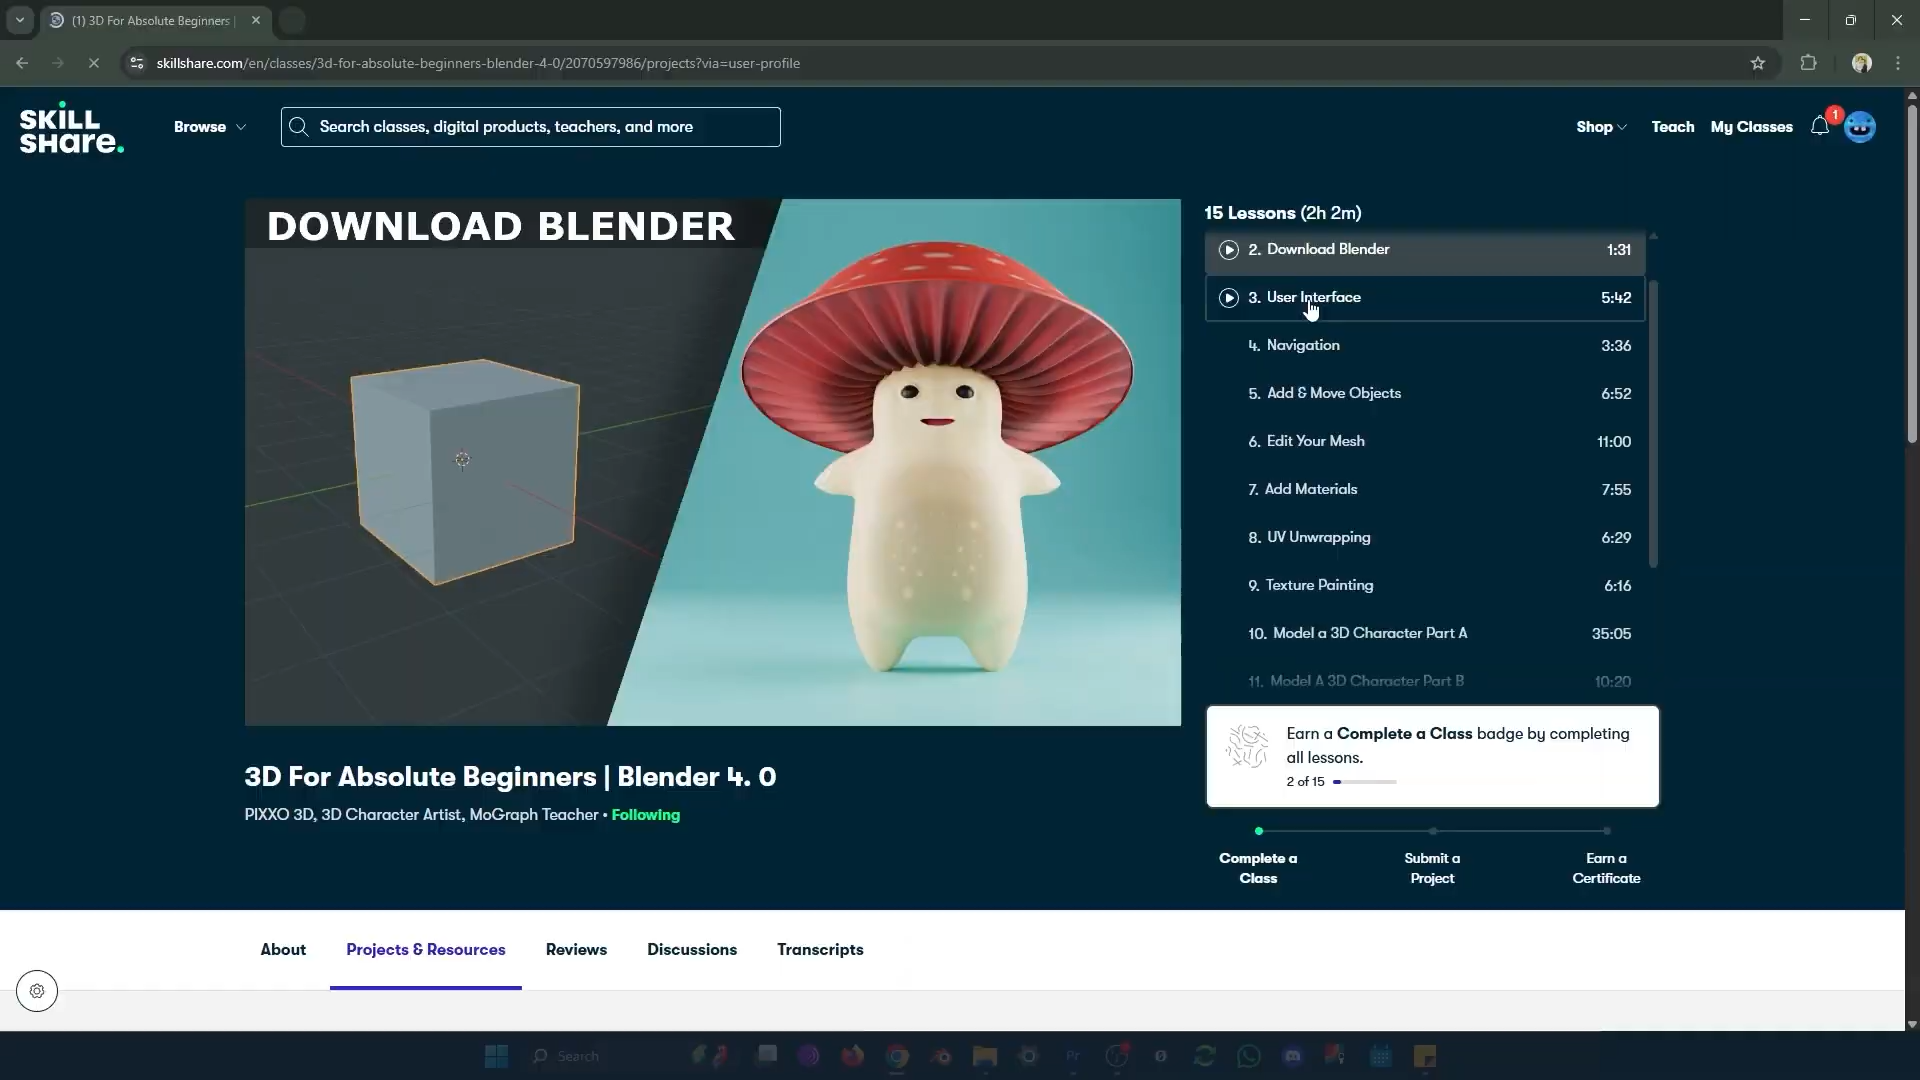 (1) 3D For Absolute Beginners |
skillshare.com/en/classes/3d-for-absolute-beginners-blender-4-0/2070597986/projects?via=user-profile
SKILL
SHare.
Browse
Search classes, digital products, teachers, and more
Shop
Teach
My Classes
1
DOWNLOAD BLENDER
15 Lessons (2h 2m)
2. Download Blender 1:31
3. User Interface 5:42
4. Navigation 3:36
5. Add & Move Objects 6:52
6. Edit Your Mesh 11:00
7. Add Materials 7:55
8. UV Unwrapping 6:29
9. Texture Painting 6:16
10. Model a 3D Character Part A 35:05
11. Model A 3D Character Part B 10:20
Earn a Complete a Class badge by completing
all lessons.
2 of 15
Complete a
Class
Submit a
Project
Earn a
Certificate
3D For Absolute Beginners | Blender 4. 0
PIXXO 3D, 3D Character Artist, MoGraph Teacher • Following
About
Projects & Resources
Reviews
Discussions
Transcripts
Search
Pr